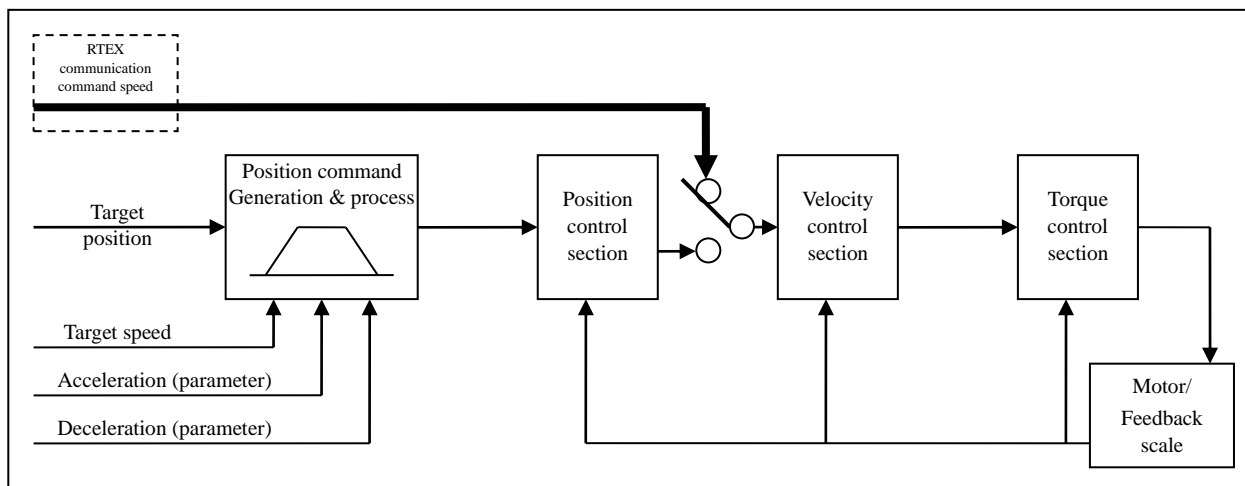 RTEX
communication
command speed
Position command
Generation & process
Target
position
Target speed
Acceleration (parameter)
Deceleration (parameter)
Position
control
section
Velocity
control
section
Torque
control
section
Motor/
Feedback
scale